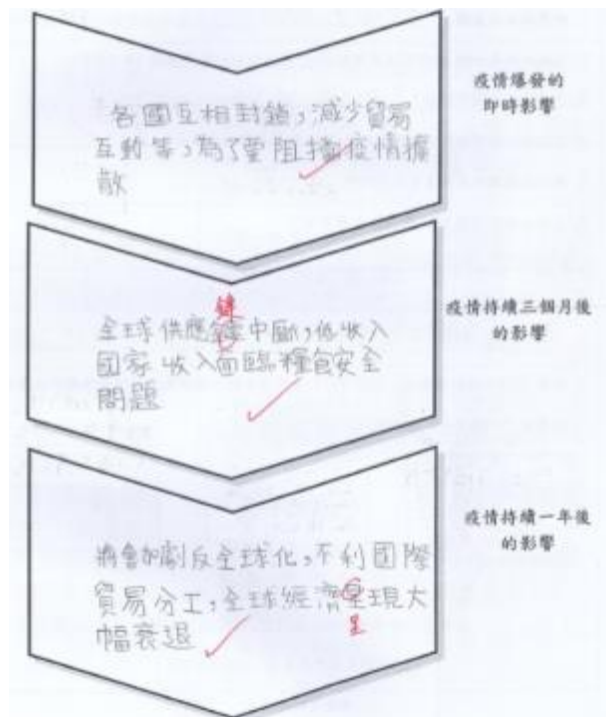 各國互相封鎖，減少貿易
互動等，為了要阻擋疫情擴
散
疫情爆發的
即時影響
鏈
全球供應鏈中斷，低收入
國家收入面臨糧食安全
問題
疫情持續三個月後
的影響
將會加劇反全球化，不利國際
貿易分工，全球經濟呈現大
幅衰退
呈
疫情持續一年後
的影響